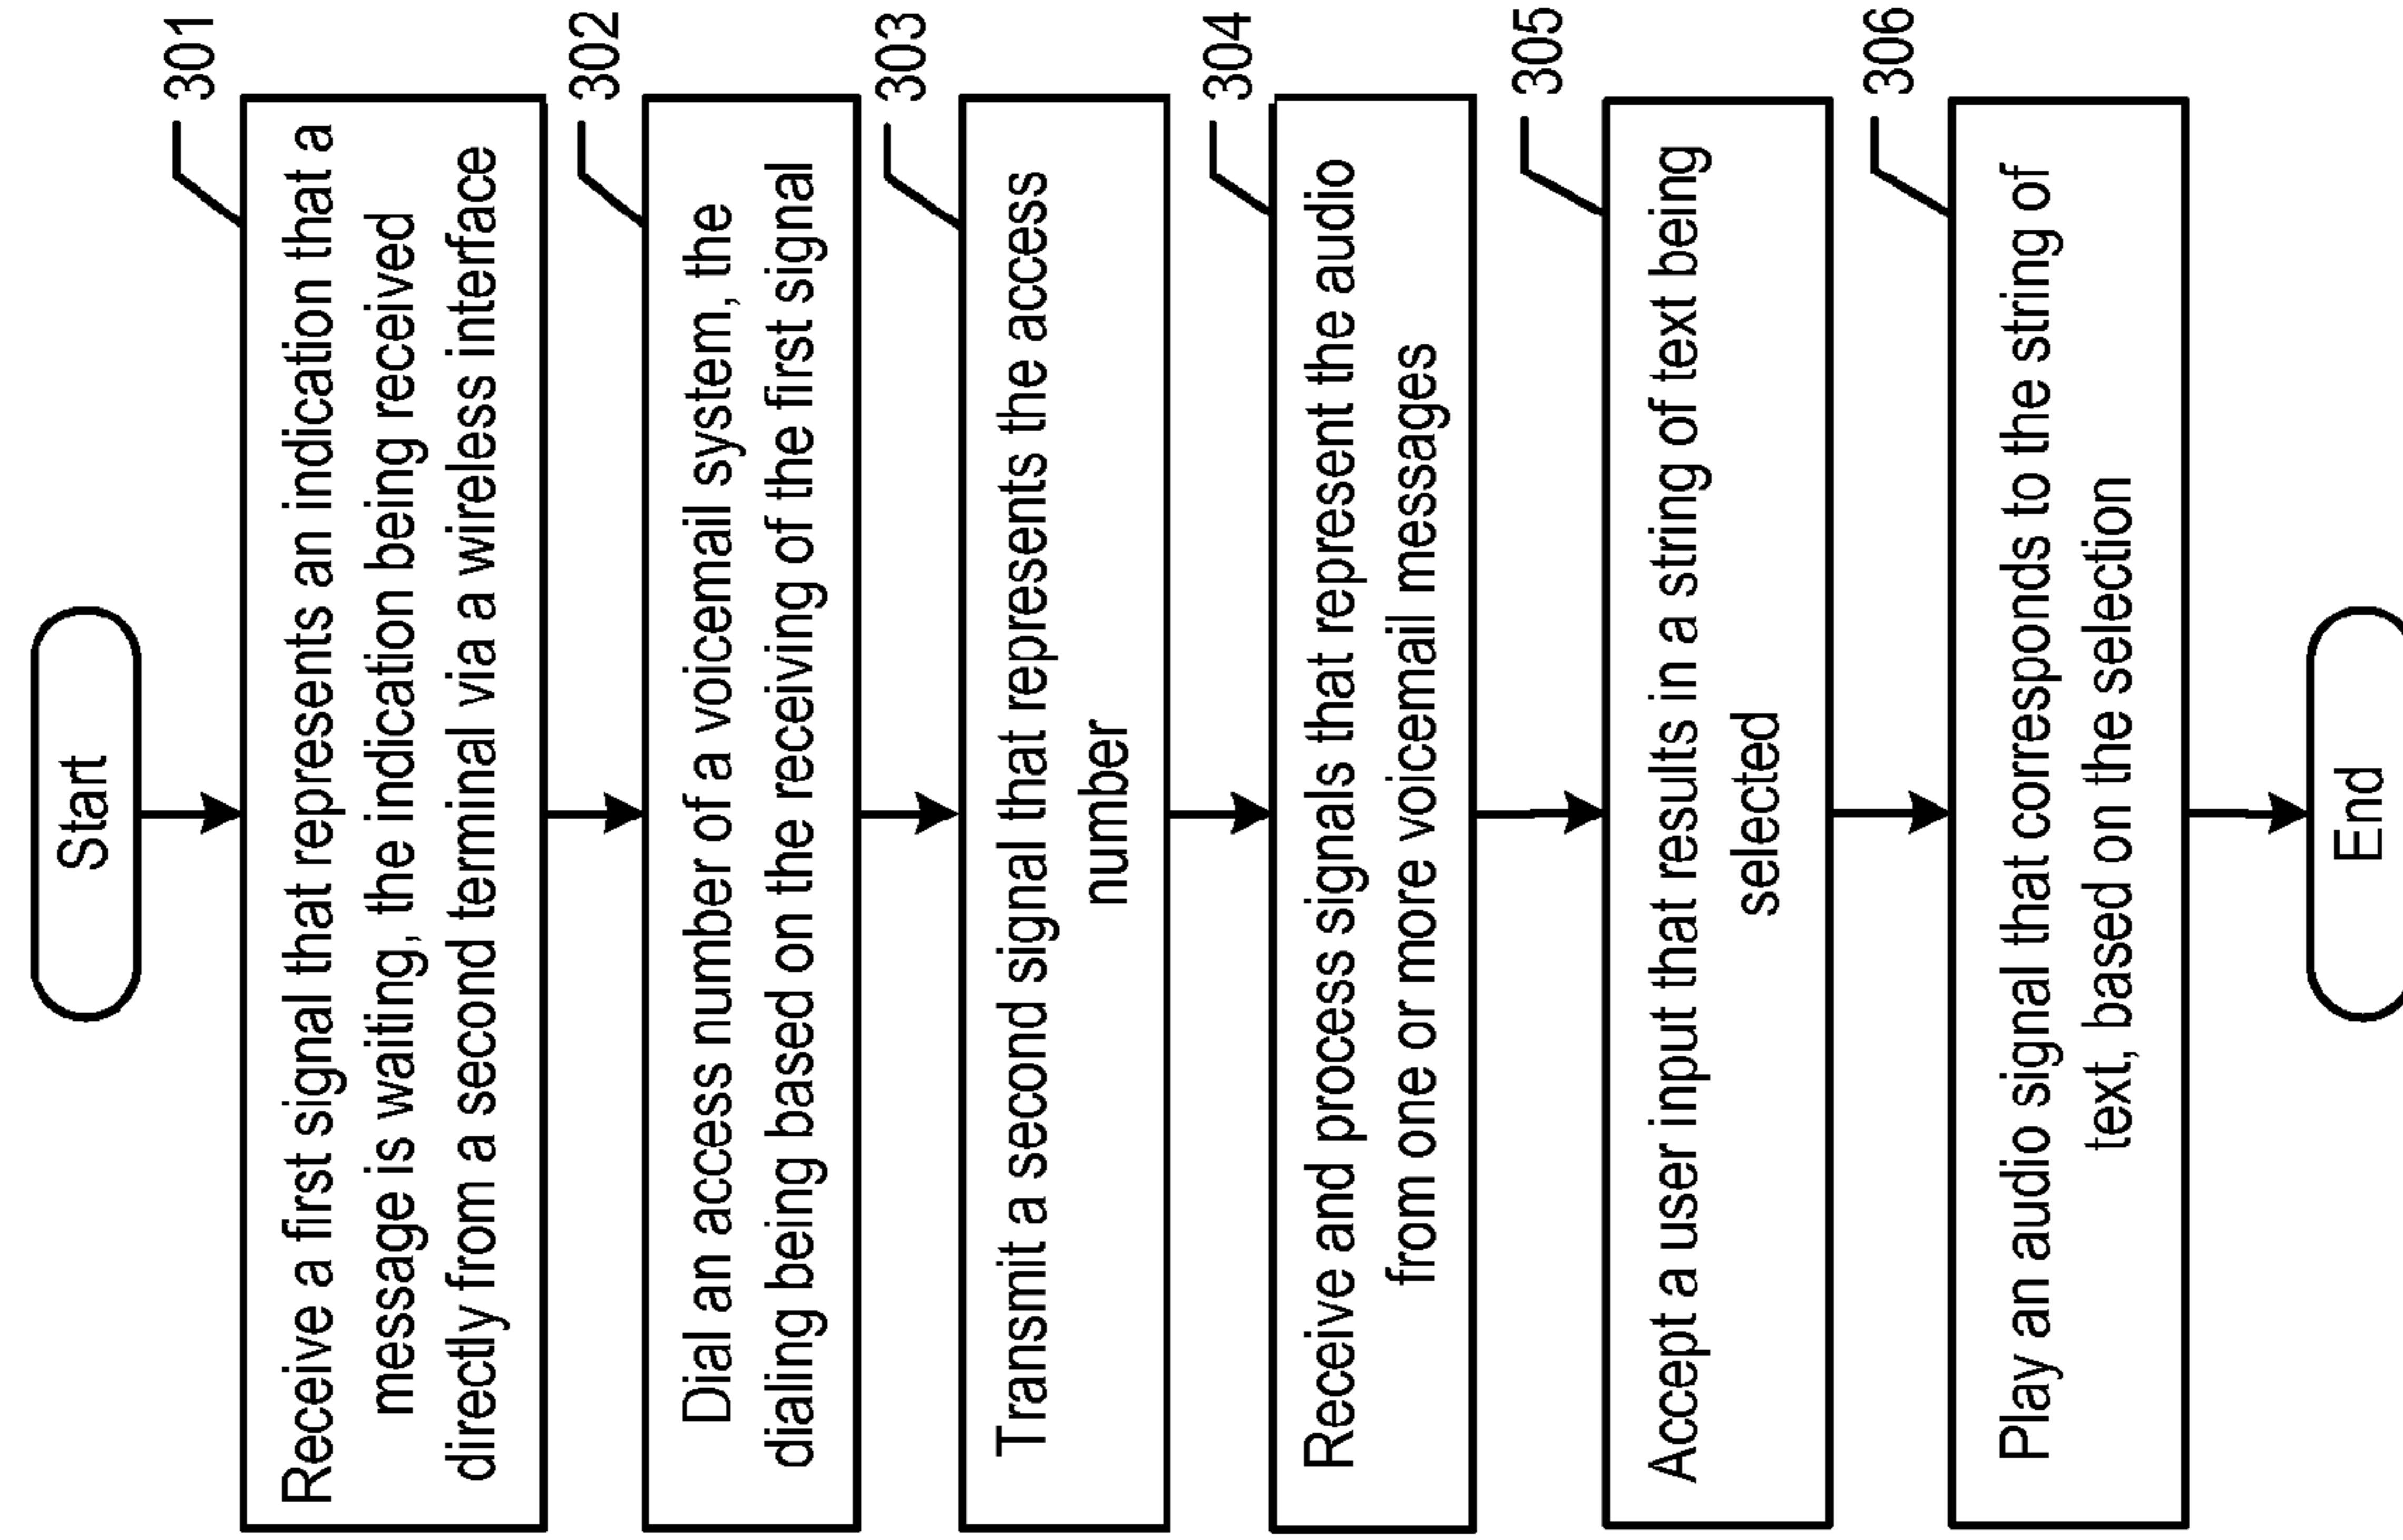 Start
301
Receive a first signal that represents an indication that a
message is waiting, the indication being received
directly from a second terminal via a wireless interface
302
Dial an access number of a voicemail system, the
dialing being based on the receiving of the first signal
303
Transmit a second signal that represents the access
number
304
Receive and process signals that represent the audio
from one or more voicemail messages
305
Accept a user input that results in a string of text being
selected
306
Play an audio signal that corresponds to the string of
text, based on the selection
End